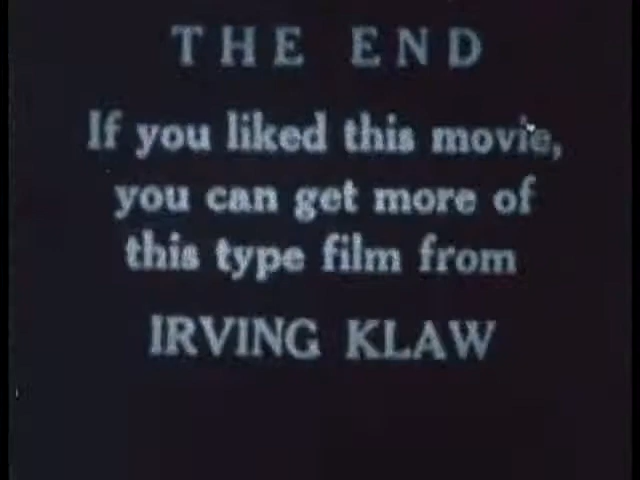 THE END
If you liked this movie,
you can get more of
this type film from
IRVING KLAW